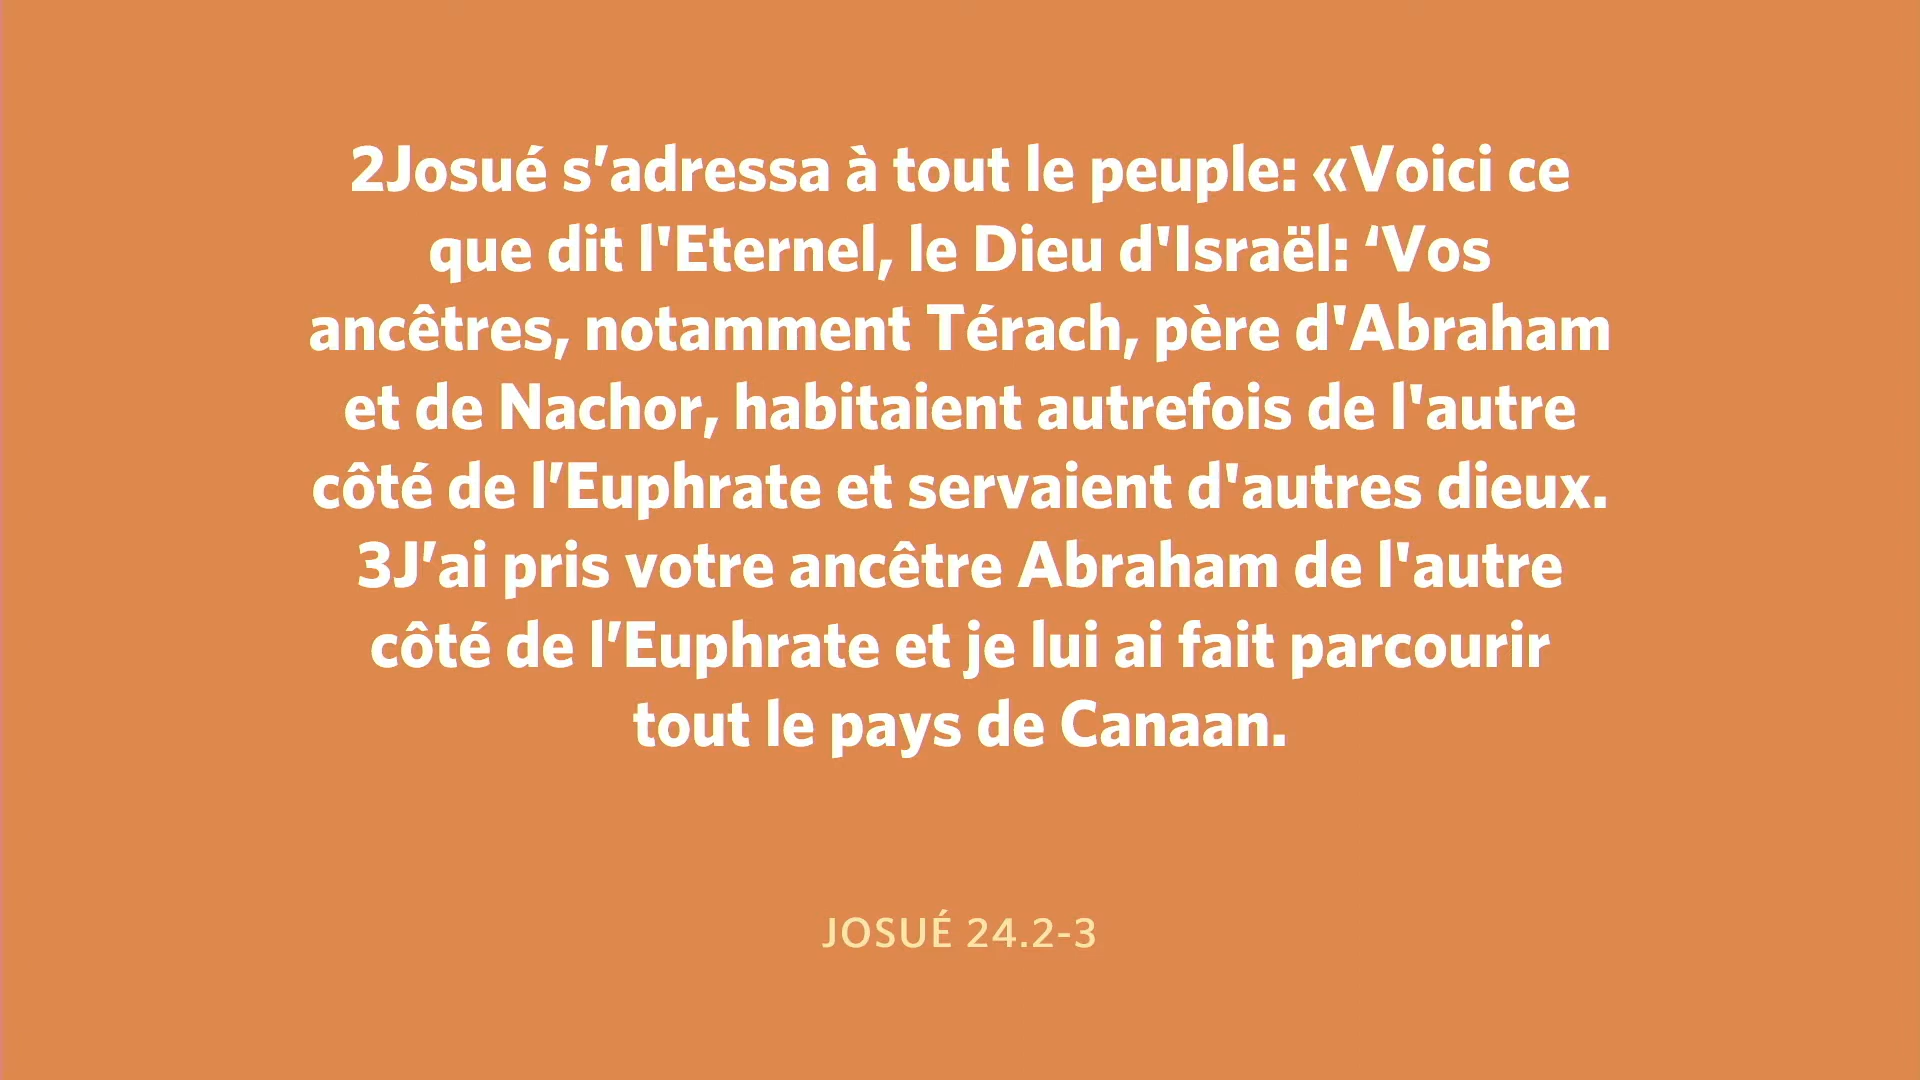 2Josué s’adressa à tout le peuple: «Voici ce
que dit l'Eternel, le Dieu d'Israël: ‘Vos
ancêtres, notamment Térach, père d'Abraham
et de Nachor, habitaient autrefois de l'autre
côté de l’Euphrate et servaient d'autres dieux.
3J’ai pris votre ancêtre Abraham de l'autre
côté de l’Euphrate et je lui ai fait parcourir
tout le pays de Canaan.
JOSUÉ 24.2-3